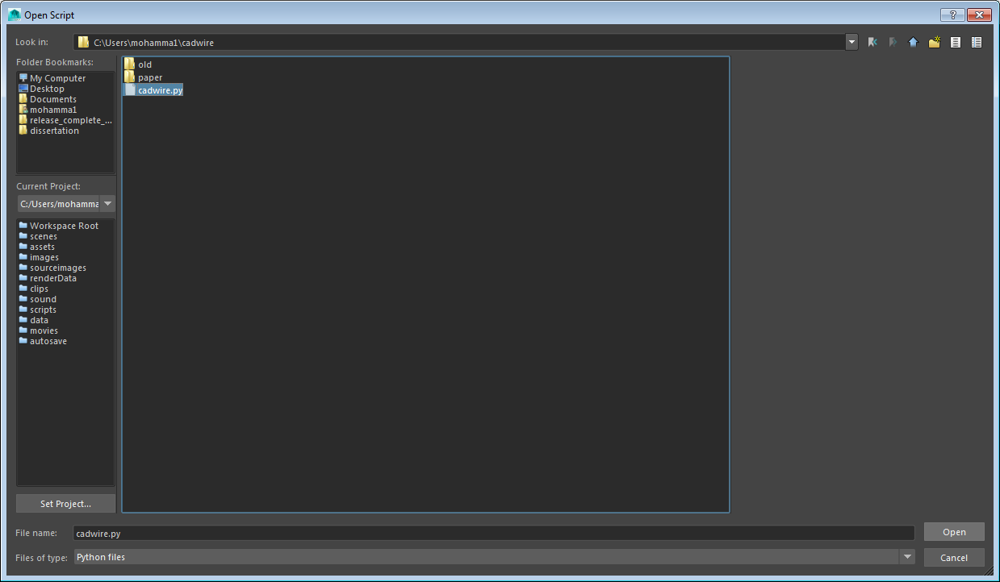 Open Script
Look in:
C:\Users\mohamma1\cadwire
Folder Bookmarks:
My Computer
Desktop
Documents
mohamma1
release_complete_...
dissertation
Current Project:
C:/Users/mohamma
Workspace Root
scenes
assets
images
sourceimages
renderData
clips
sound
scripts
data
movies
autosave
Set Project...
old
paper
cadwire.py
File name:
cadwire.py
Open
Files of type:
Python files
Cancel